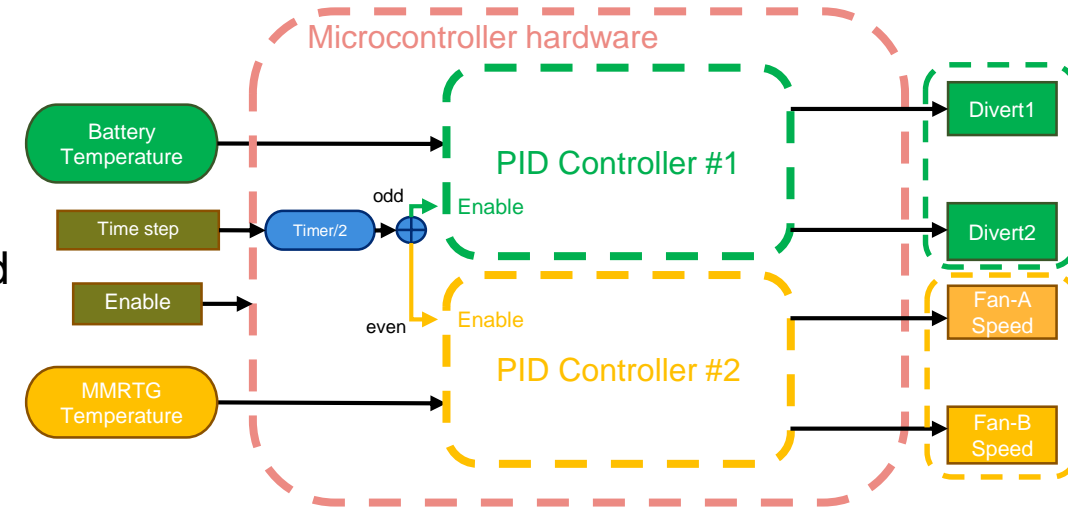 Microcontroller hardware
Battery
Temperature
PID Controller #1
Divert1
odd
Enable
Time step
Timer/2
Divert2
d
Enable
even
Enable
Fan-A
Speed
PID Controller #2
MMRTG
Temperature
Fan-B
Speed